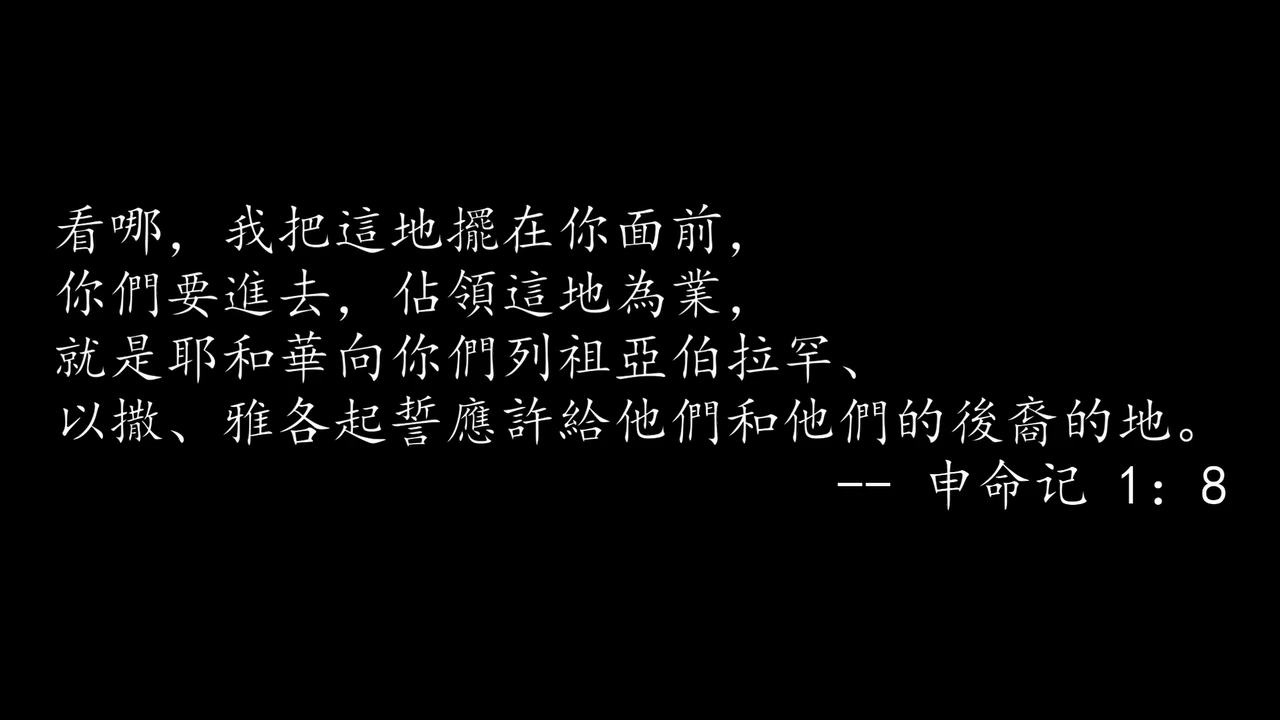 看哪，我把這地擺在你面前，
你們要進去，佔領這地為業，
就是耶和華向你們列祖亞伯拉罕、
以撒、雅各起誓應許給他們和他們的後裔的地。
-- 申命记 1：8